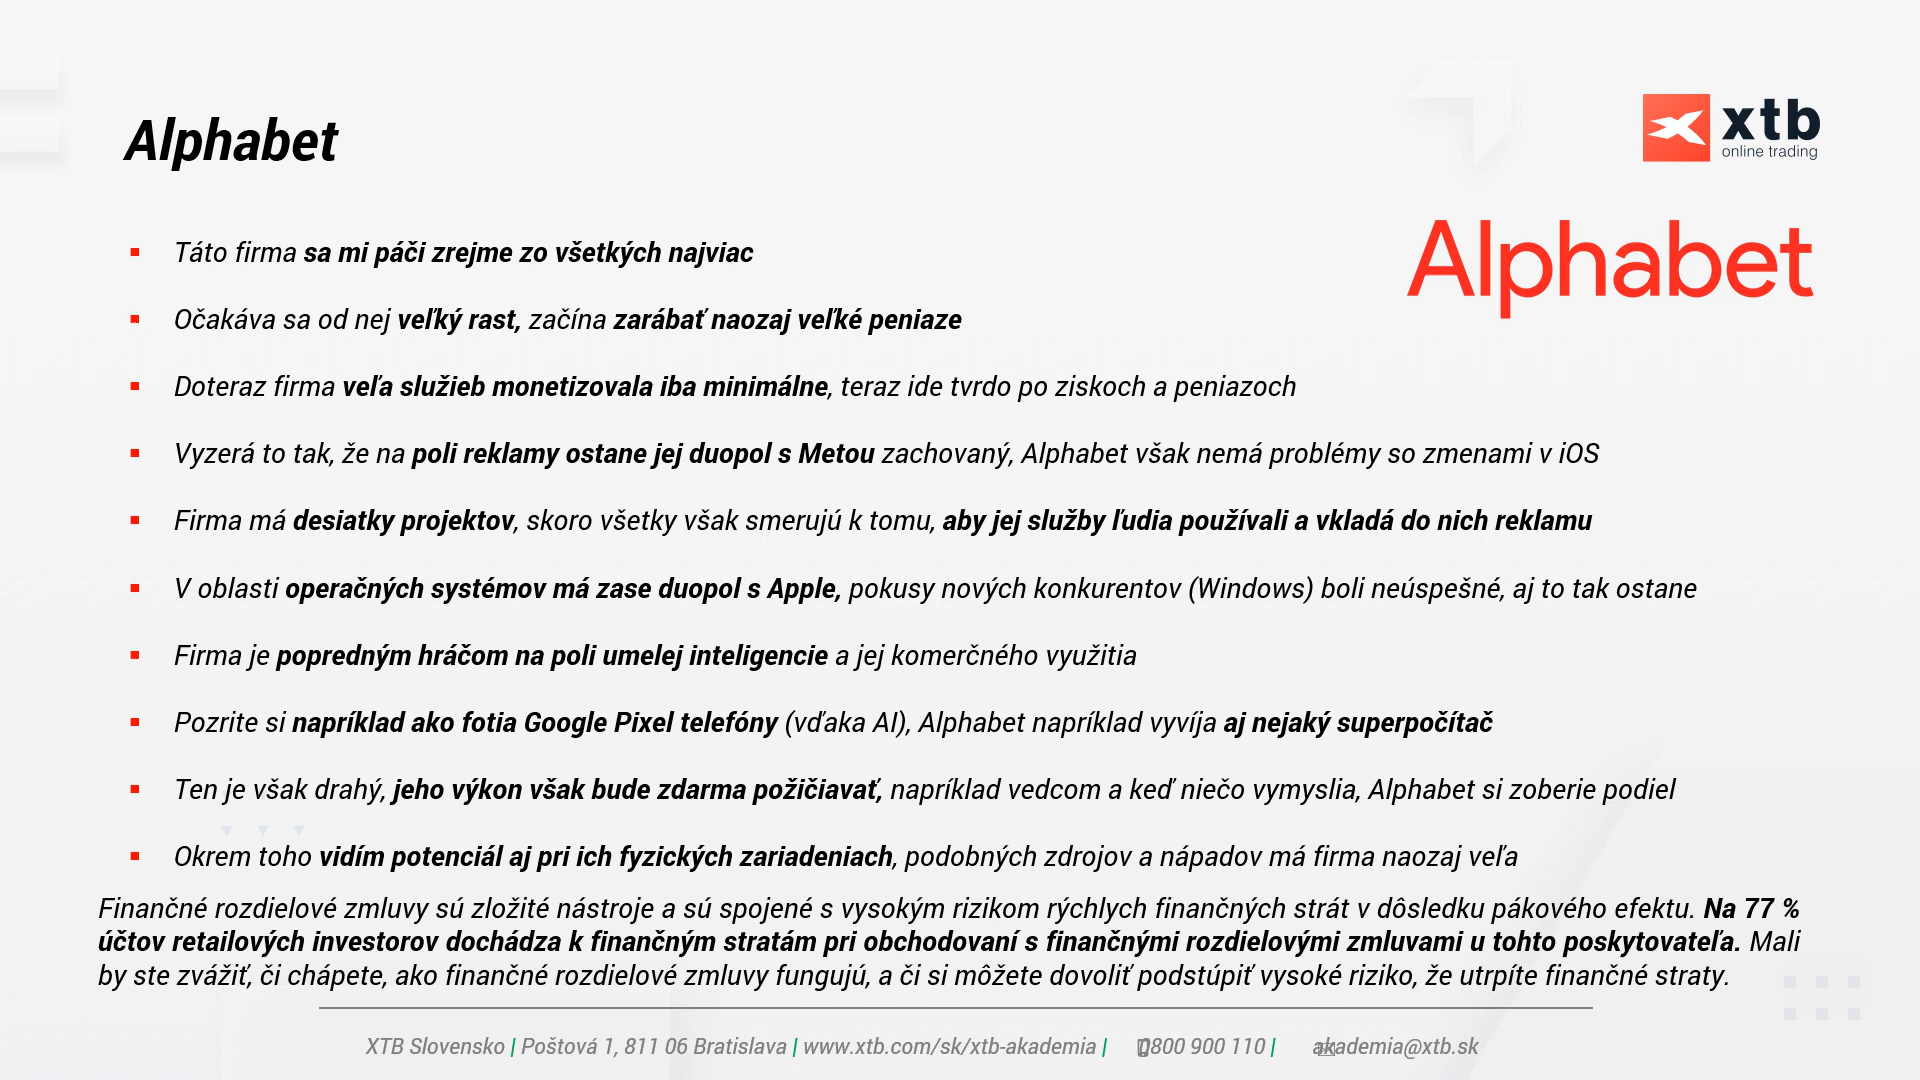 xtb
online trading
Alphabet
Alphabet
▪ Táto firma sa mi páči zrejme zo všetkých najviac
▪ Očakáva sa od nej veľký rast, začína zarábať naozaj veľké peniaze
▪ Doteraz firma veľa služieb monetizovala iba minimálne, teraz ide tvrdo po ziskoch a peniazoch
▪ Vyzerá to tak, že na poli reklamy ostane jej duopol s Metou zachovaný, Alphabet však nemá problémy so zmenami v iOS
▪ Firma má desiatky projektov, skoro všetky však smerujú k tomu, aby jej služby ľudia používali a vkladá do nich reklamu
▪ V oblasti operačných systémov má zase duopol s Apple, pokusy nových konkurentov (Windows) boli neúspešné, aj to tak ostane
▪ Firma je popredným hráčom na poli umelej inteligencie a jej komerčného využitia
▪ Pozrite si napríklad ako fotia Google Pixel telefóny (vďaka AI), Alphabet napríklad vyvíja aj nejaký superpočítač
▪ Ten je však drahý, jeho výkon však bude zdarma požičiavať, napríklad vedcom a keď niečo vymyslia, Alphabet si zoberie podiel
▪ Okrem toho vidím potenciál aj pri ich fyzických zariadeniach, podobných zdrojov a nápadov má firma naozaj veľa
Finančné rozdielové zmluvy sú zložité nástroje a sú spojené s vysokým rizikom rýchlych finančných strát v dôsledku pákového efektu. Na 77 %
účtov retailových investorov dochádza k finančným stratám pri obchodovaní s finančnými rozdielovými zmluvami u tohto poskytovateľa. Mali
by ste zvážiť, či chápete, ako finančné rozdielové zmluvy fungujú, a či si môžete dovoliť podstúpiť vysoké riziko, že utrpíte finančné straty.
XTB Slovensko | Poštová 1, 811 06 Bratislava | www.xtb.com/sk/xtb-akademia | 0800 900 110 | akademia@xtb.sk